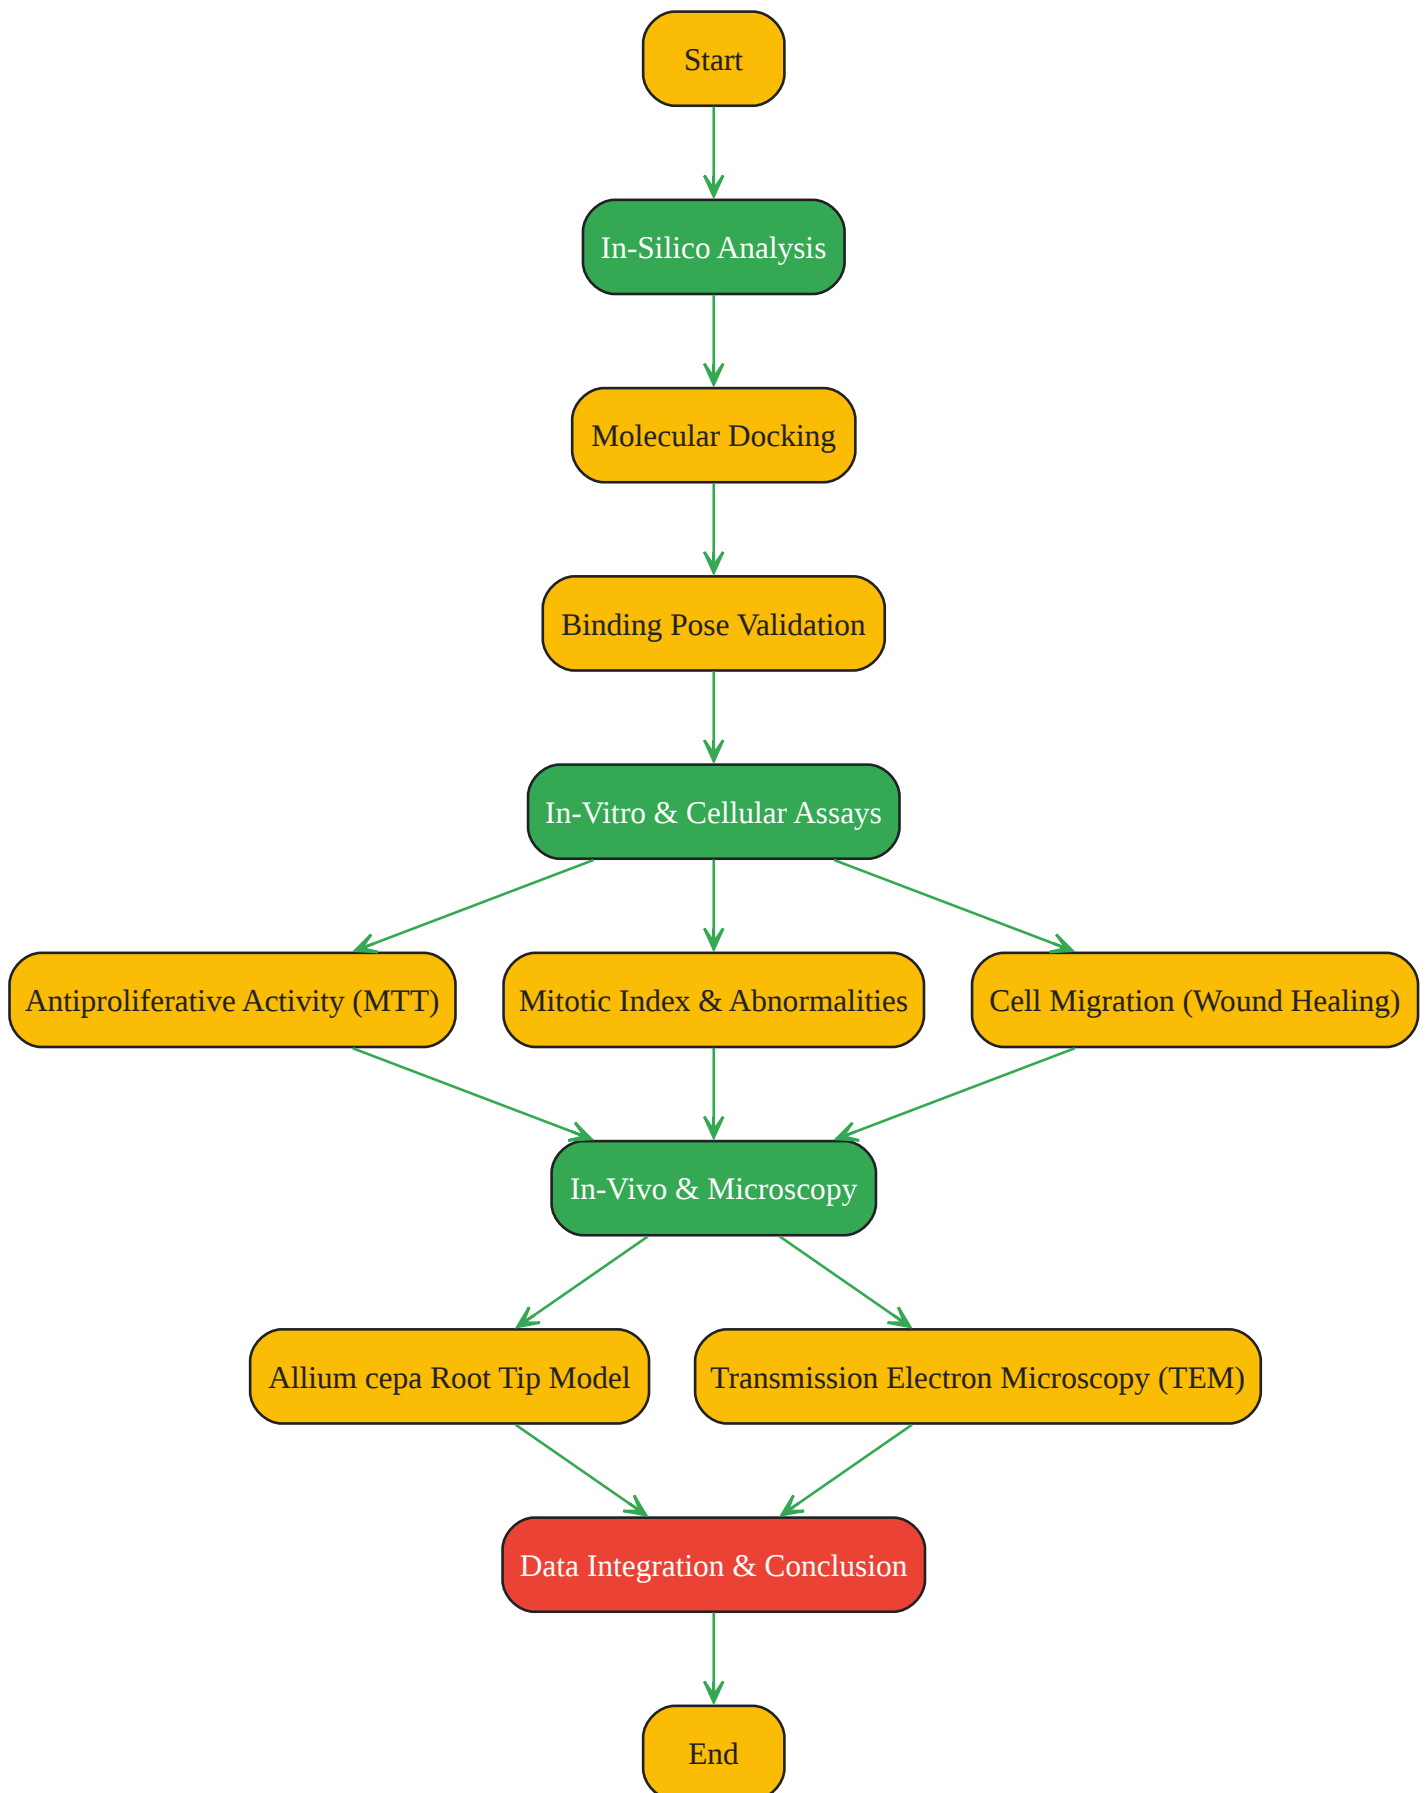 Start
In-Silico Analysis
Molecular Docking
Binding Pose Validation
In-Vitro & Cellular Assays
Antiproliferative Activity (MTT)
Mitotic Index & Abnormalities
Cell Migration (Wound Healing)
In-Vivo & Microscopy
Allium cepa Root Tip Model
Transmission Electron Microscopy (TEM)
Data Integration & Conclusion
End